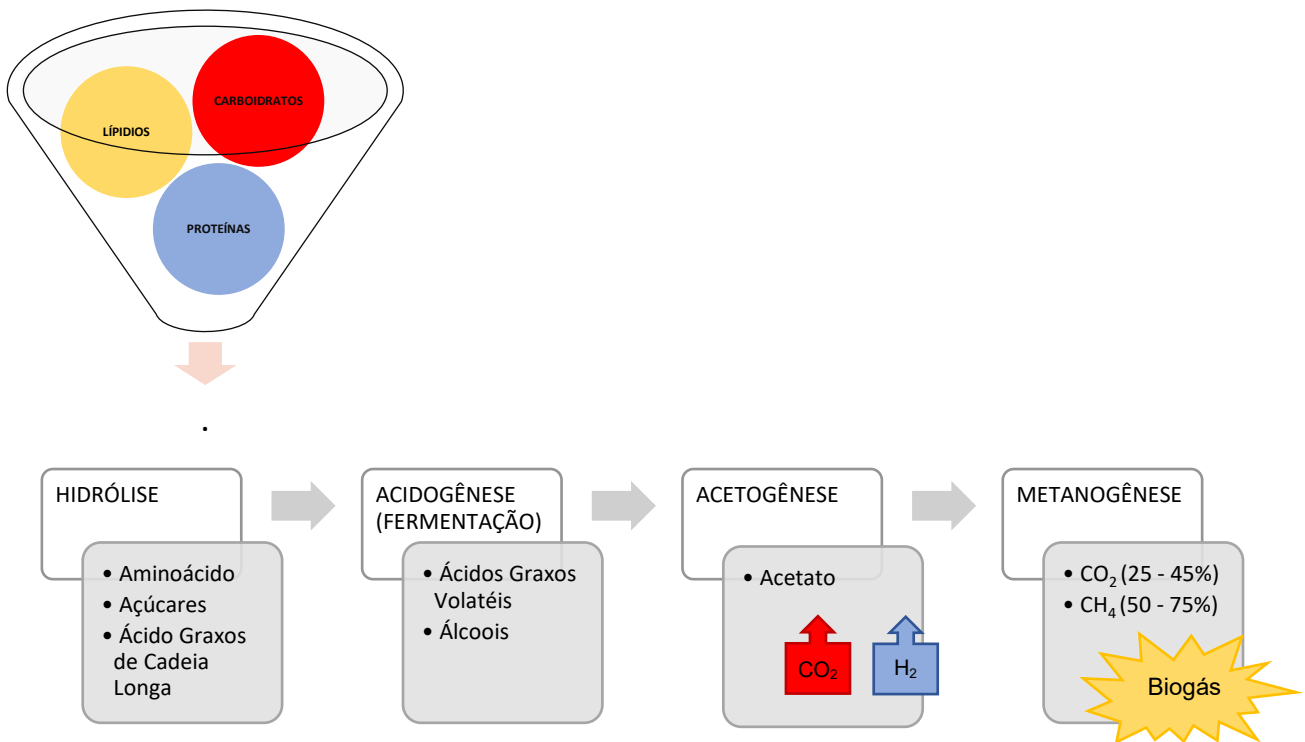 CARBOIDRATOS
LÍPIDIOS
PROTEÍNAS
.
HIDRÓLISE
• Aminoácido
• Açúcares
• Ácido Graxos
de Cadeia
Longa
ACIDOGÊNESE
(FERMENTAÇÃO)
• Ácidos Graxos
Volatéis
• Álcoois
ACETOGÊNESE
• Acetato
CO₂
H₂
METANOGÊNESE
• CO₂ (25 - 45%)
• CH₄ (50 - 75%)
Biogás